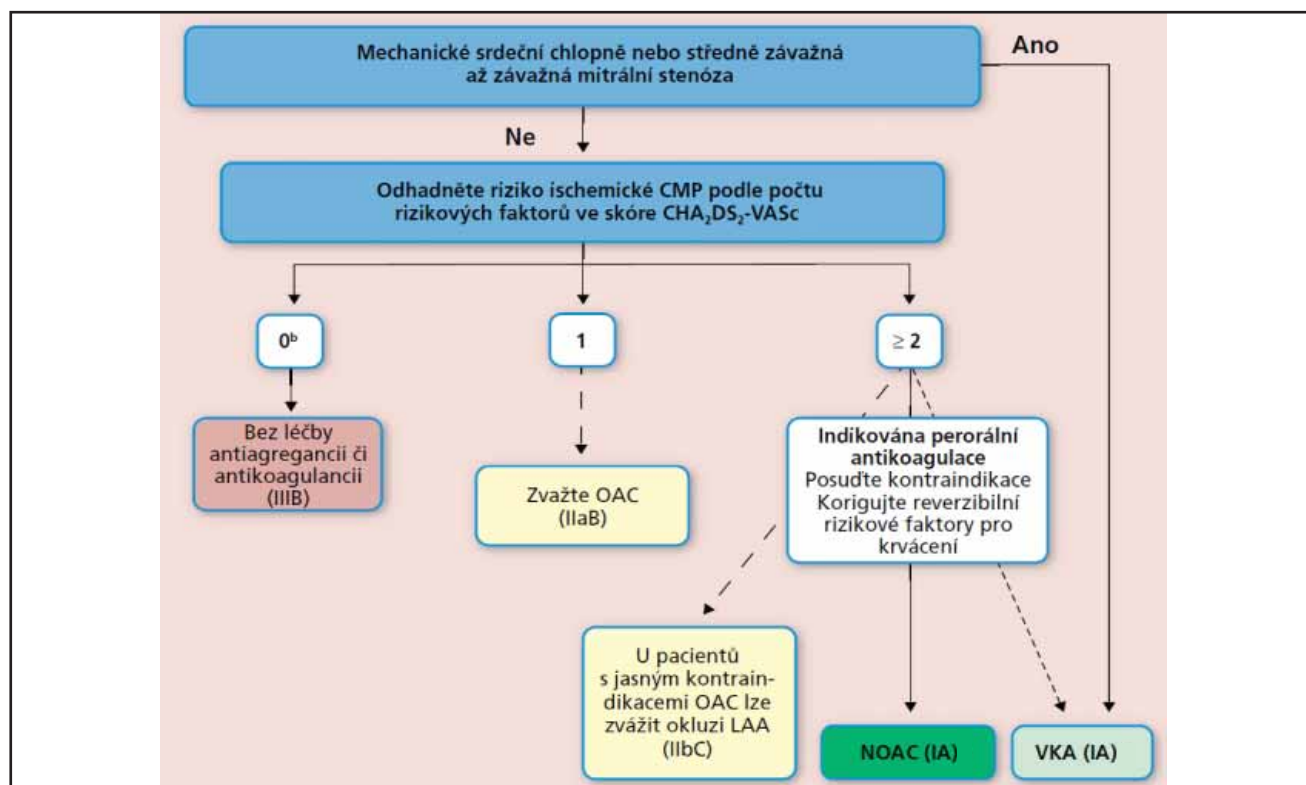 Mechanické srdeční chlopně nebo středně závažná
až závažná mitrální stenóza
Ano
Ne
Odhadněte riziko ischemické CMP podle počtu
rizikových faktorů ve skóre CHA₂DS₂-VASc
0ᵇ
1
≥ 2
Bez léčby
antiagregancii či
antikoagulancii
(IIIB)
Zvažte OAC
(IIaB)
Indikována perorální
antikoagulace
Posuďte kontraindikace
Korigujte reverzibilní
rizikové faktory pro
krvácení
U pacientů
s jasným kontrain-
dikacemi OAC lze
zvážit okluzi LAA
(IIbC)
NOAC (IA)
VKA (IA)